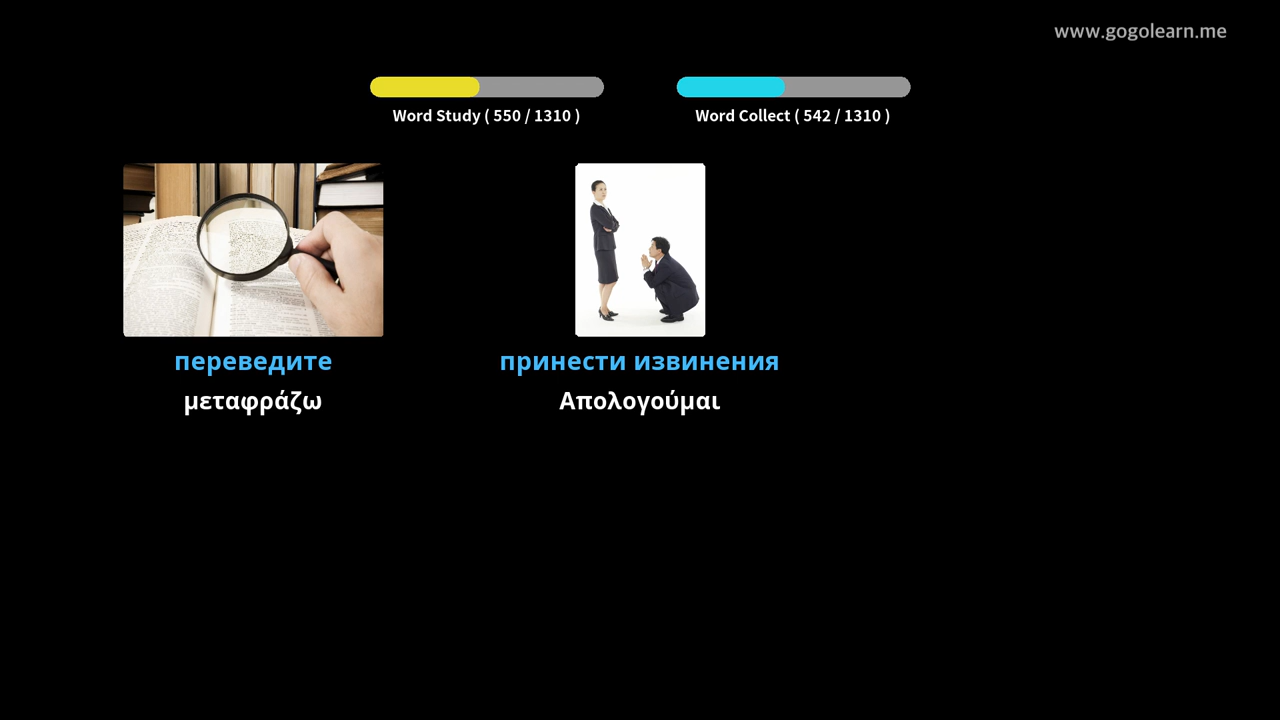 www.gogolearn.me
Word Study ( 550 / 1310 )
Word Collect ( 542 / 1310 )
переведите
μεταφράζω
принести извинения
Απολογούμαι